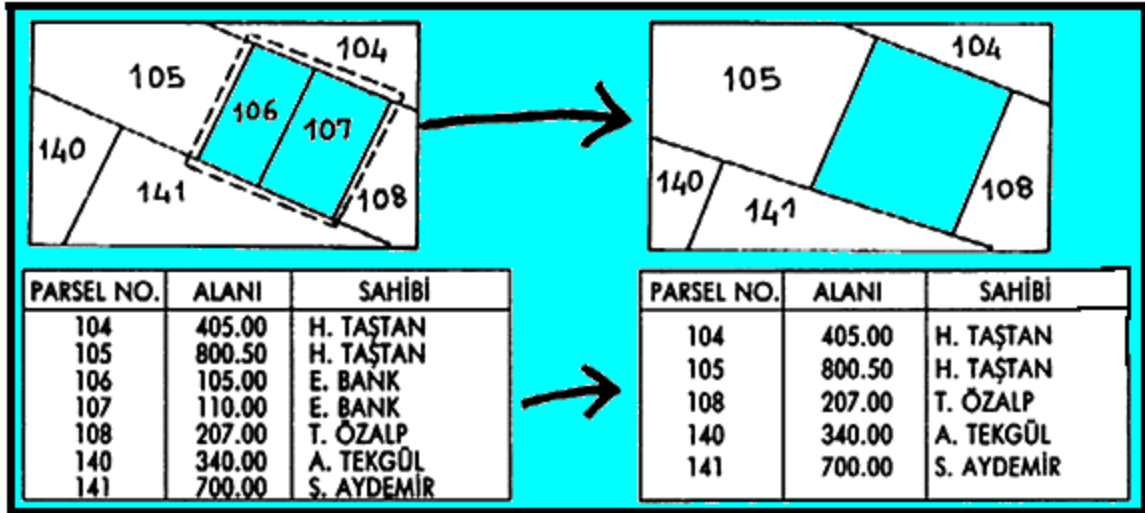 104
105
106
107
140
141
108
104
105
140
141
108
PARSEL NO. ALANI SAHİBİ
104 405.00 H. TAŞTAN
105 800.50 H. TAŞTAN
106 105.00 E. BANK
107 110.00 E. BANK
108 207.00 T. ÖZALP
140 340.00 A. TEKGÜL
141 700.00 S. AYDEMİR
PARSEL NO. ALANI SAHİBİ
104 405.00 H. TAŞTAN
105 800.50 H. TAŞTAN
108 207.00 T. ÖZALP
140 340.00 A. TEKGÜL
141 700.00 S. AYDEMİR